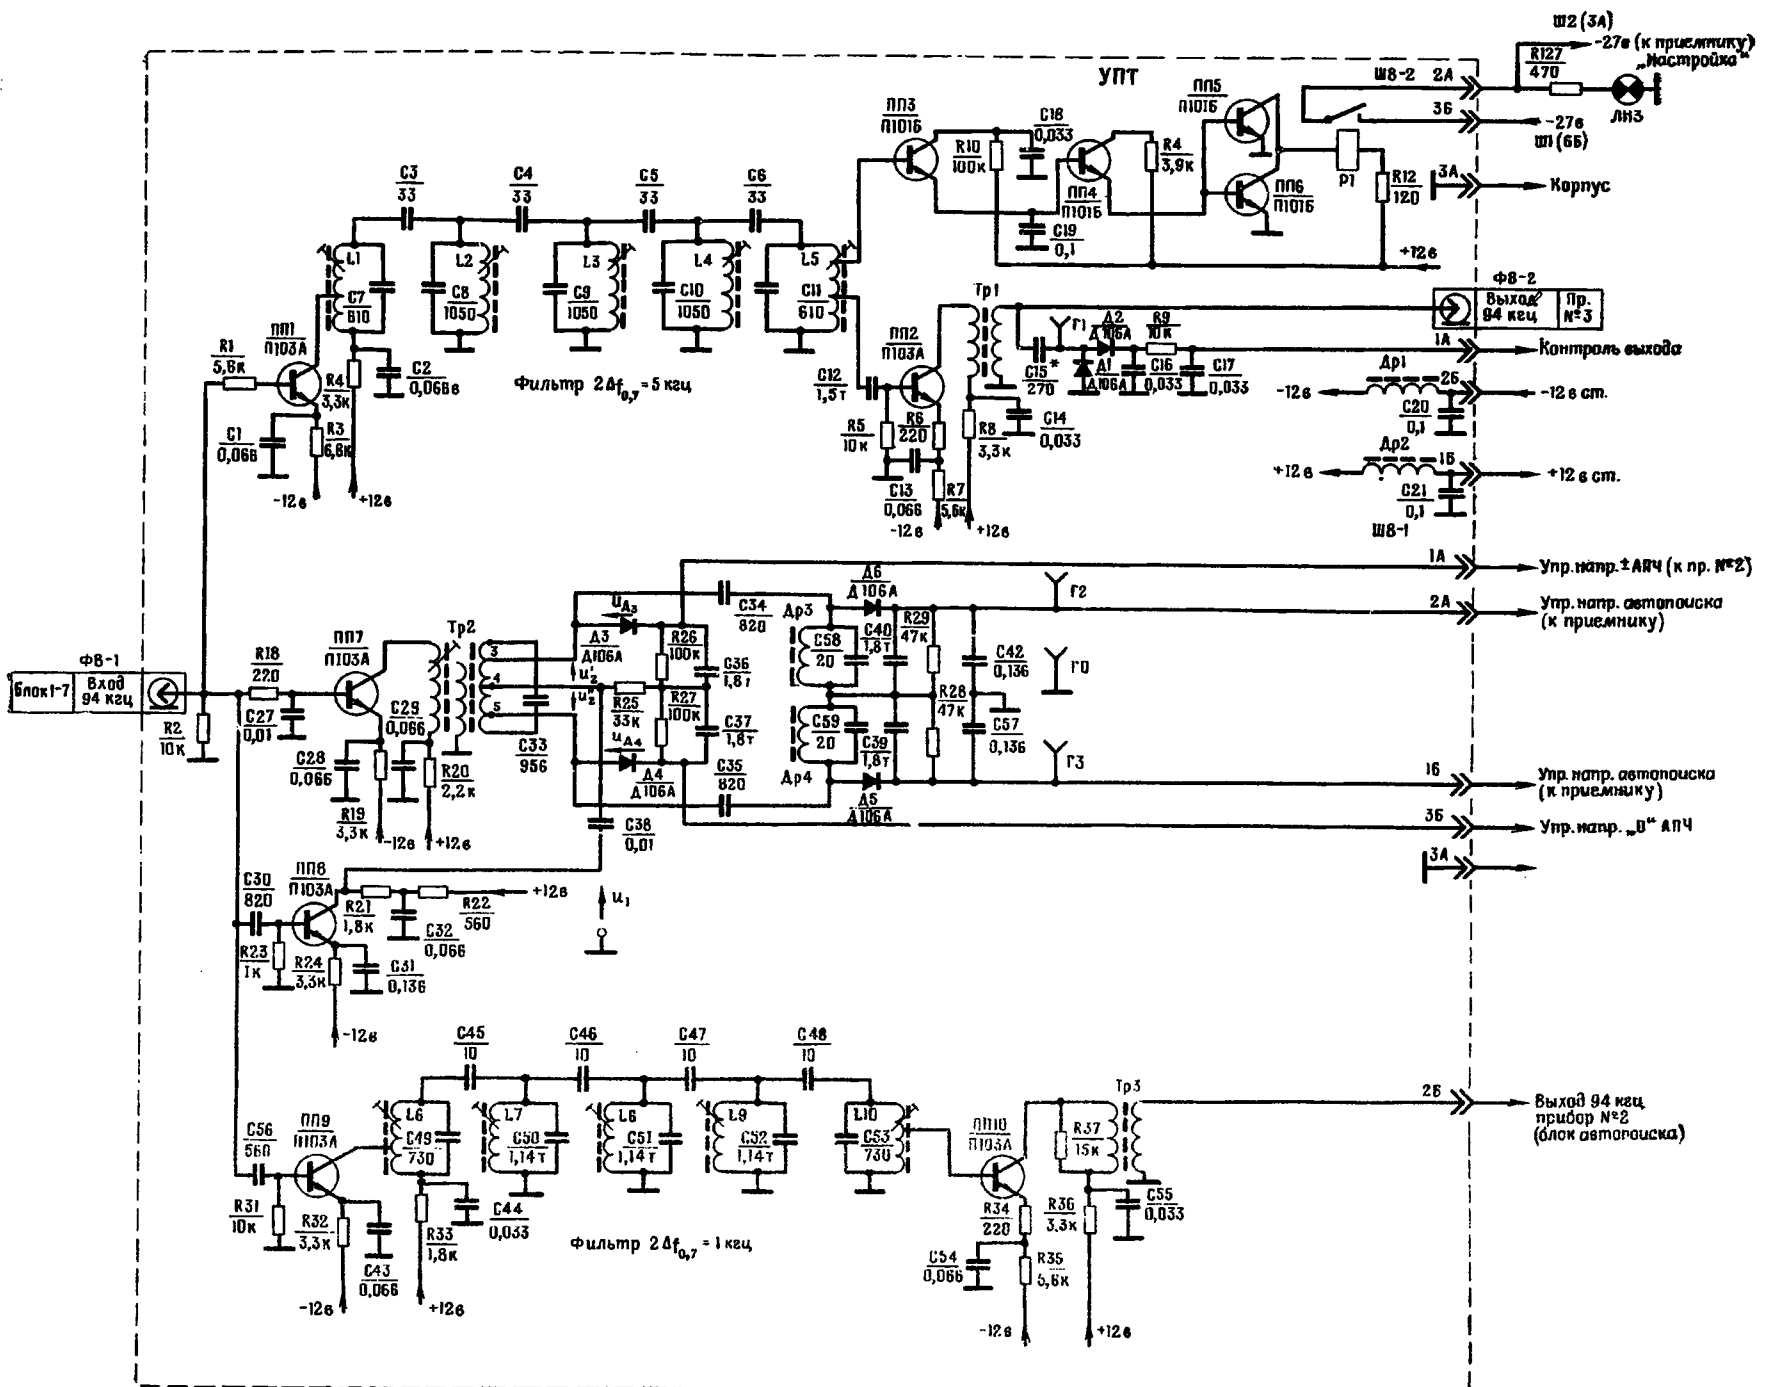 Ш2 (3А)
-27в (к приемнику)
„Настройка“
R127
470
ЛН3
УПТ
Ш8-2 2А
3Б
-27в
Ш1 (6Б)
3А
Корпус
ПП3
П101Б
C18
0,033
R10
100к
ПП4
П101Б
C19
0,1
R4
3,9к
ПП5
П101Б
ПП6
П101Б
Р1
R12
120
+12в
C3
33
C4
33
C5
33
C6
33
L1
C7
610
L2
C8
1050
L3
C9
1050
L4
C10
1050
L5
C11
610
Фильтр 2Δf0,7 = 5 кгц
R1
5,6к
ПП1
П103А
R4
3,3к
C2
0,066в
C1
0,066
R3
6,8к
-12в
+12в
C12
1,5т
ПП2
П103А
R5
10к
R6
220
C13
0,066
R7
5,6к
-12в
+12в
Тр1
R8
3,3к
C14
0,033
C15*
270
Г1
Д2
Д106А
Д1
Д106А
R9
10к
C16
0,033
C17
0,033
Ф8-2
Выход
94 кгц
Пр.
№3
1А
Контроль выхода
Др1
2Б
-12в
-12в ст.
C20
0,1
Др2
1Б
+12в
+12в ст.
C21
0,1
Ш8-1
1А
Упр. напр. ± АПЧ (к пр. №2)
2А
Упр. напр. автопоиска
(к приемнику)
1Б
Упр. напр. автопоиска
(к приемнику)
3Б
Упр. напр. „0“ АПЧ
3А
Ф8-1
Блок 1-7
Вход
94 кгц
R2
10к
R18
220
C27
0,01
ПП7
П103А
C28
0,066
R19
3,3к
C29
0,066
R20
2,2к
-12в
+12в
Тр2
3
4
5
C33
956
UД3
Д3
Д106А
U'2
U"2
R25
33к
UД4
Д4
Д106А
R26
100к
R27
100к
C36
1,8т
C37
1,8т
C34
820
C35
820
C38
0,01
U1
Др3
C58
20
C59
20
Др4
Д6
Д106А
Д5
Д106А
C40
1,8т
C39
1,8т
R29
47к
R28
47к
C42
0,136
C57
0,136
Г2
Г0
Г3
C30
820
ПП8
П103А
R21
1,8к
R22
560
+12в
C32
0,066
R23
1к
R24
3,3к
C31
0,136
-12в
C45
10
C46
10
C47
10
C48
10
C56
560
ПП9
П103А
L6
C49
730
L7
C50
1,14т
L8
C51
1,14т
L9
C52
1,14т
L10
C53
730
R31
10к
R32
3,3к
C43
0,066
R33
1,8к
C44
0,033
-12в
+12в
Фильтр 2Δf0,7 = 1 кгц
ПП10
П103А
R37
15к
Тр3
R34
220
R36
3,3к
C55
0,033
C54
0,066
R35
5,6к
-12в
+12в
2Б
Выход 94 кгц
прибор №2
(блок автопоиска)